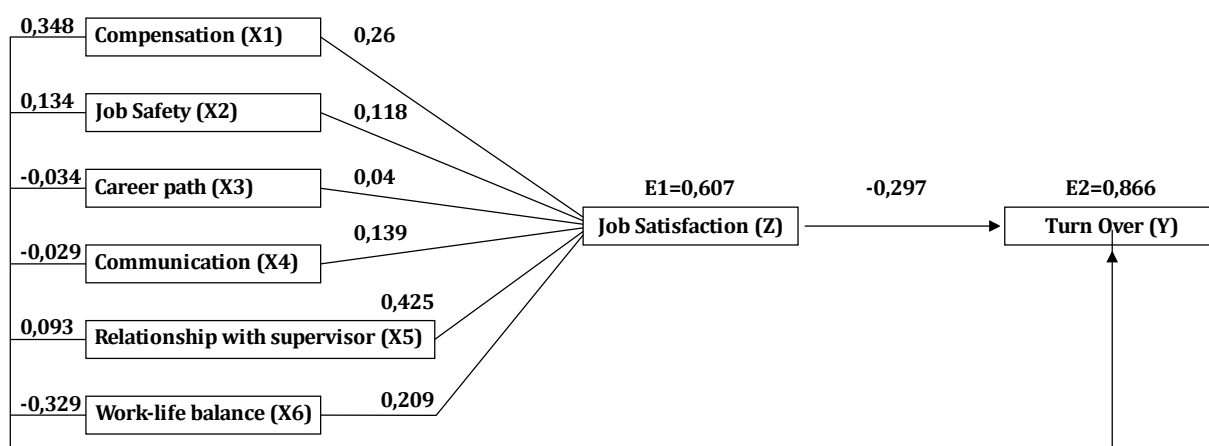 0,348 Compensation (X1) 0,26
0,134 Job Safety (X2) 0,118
-0,034 Career path (X3) 0,04
E1=0,607 -0,297 E2=0,866
Job Satisfaction (Z) Turn Over (Y)
-0,029 Communication (X4) 0,139
0,093 Relationship with supervisor (X5) 0,425
-0,329 Work-life balance (X6) 0,209